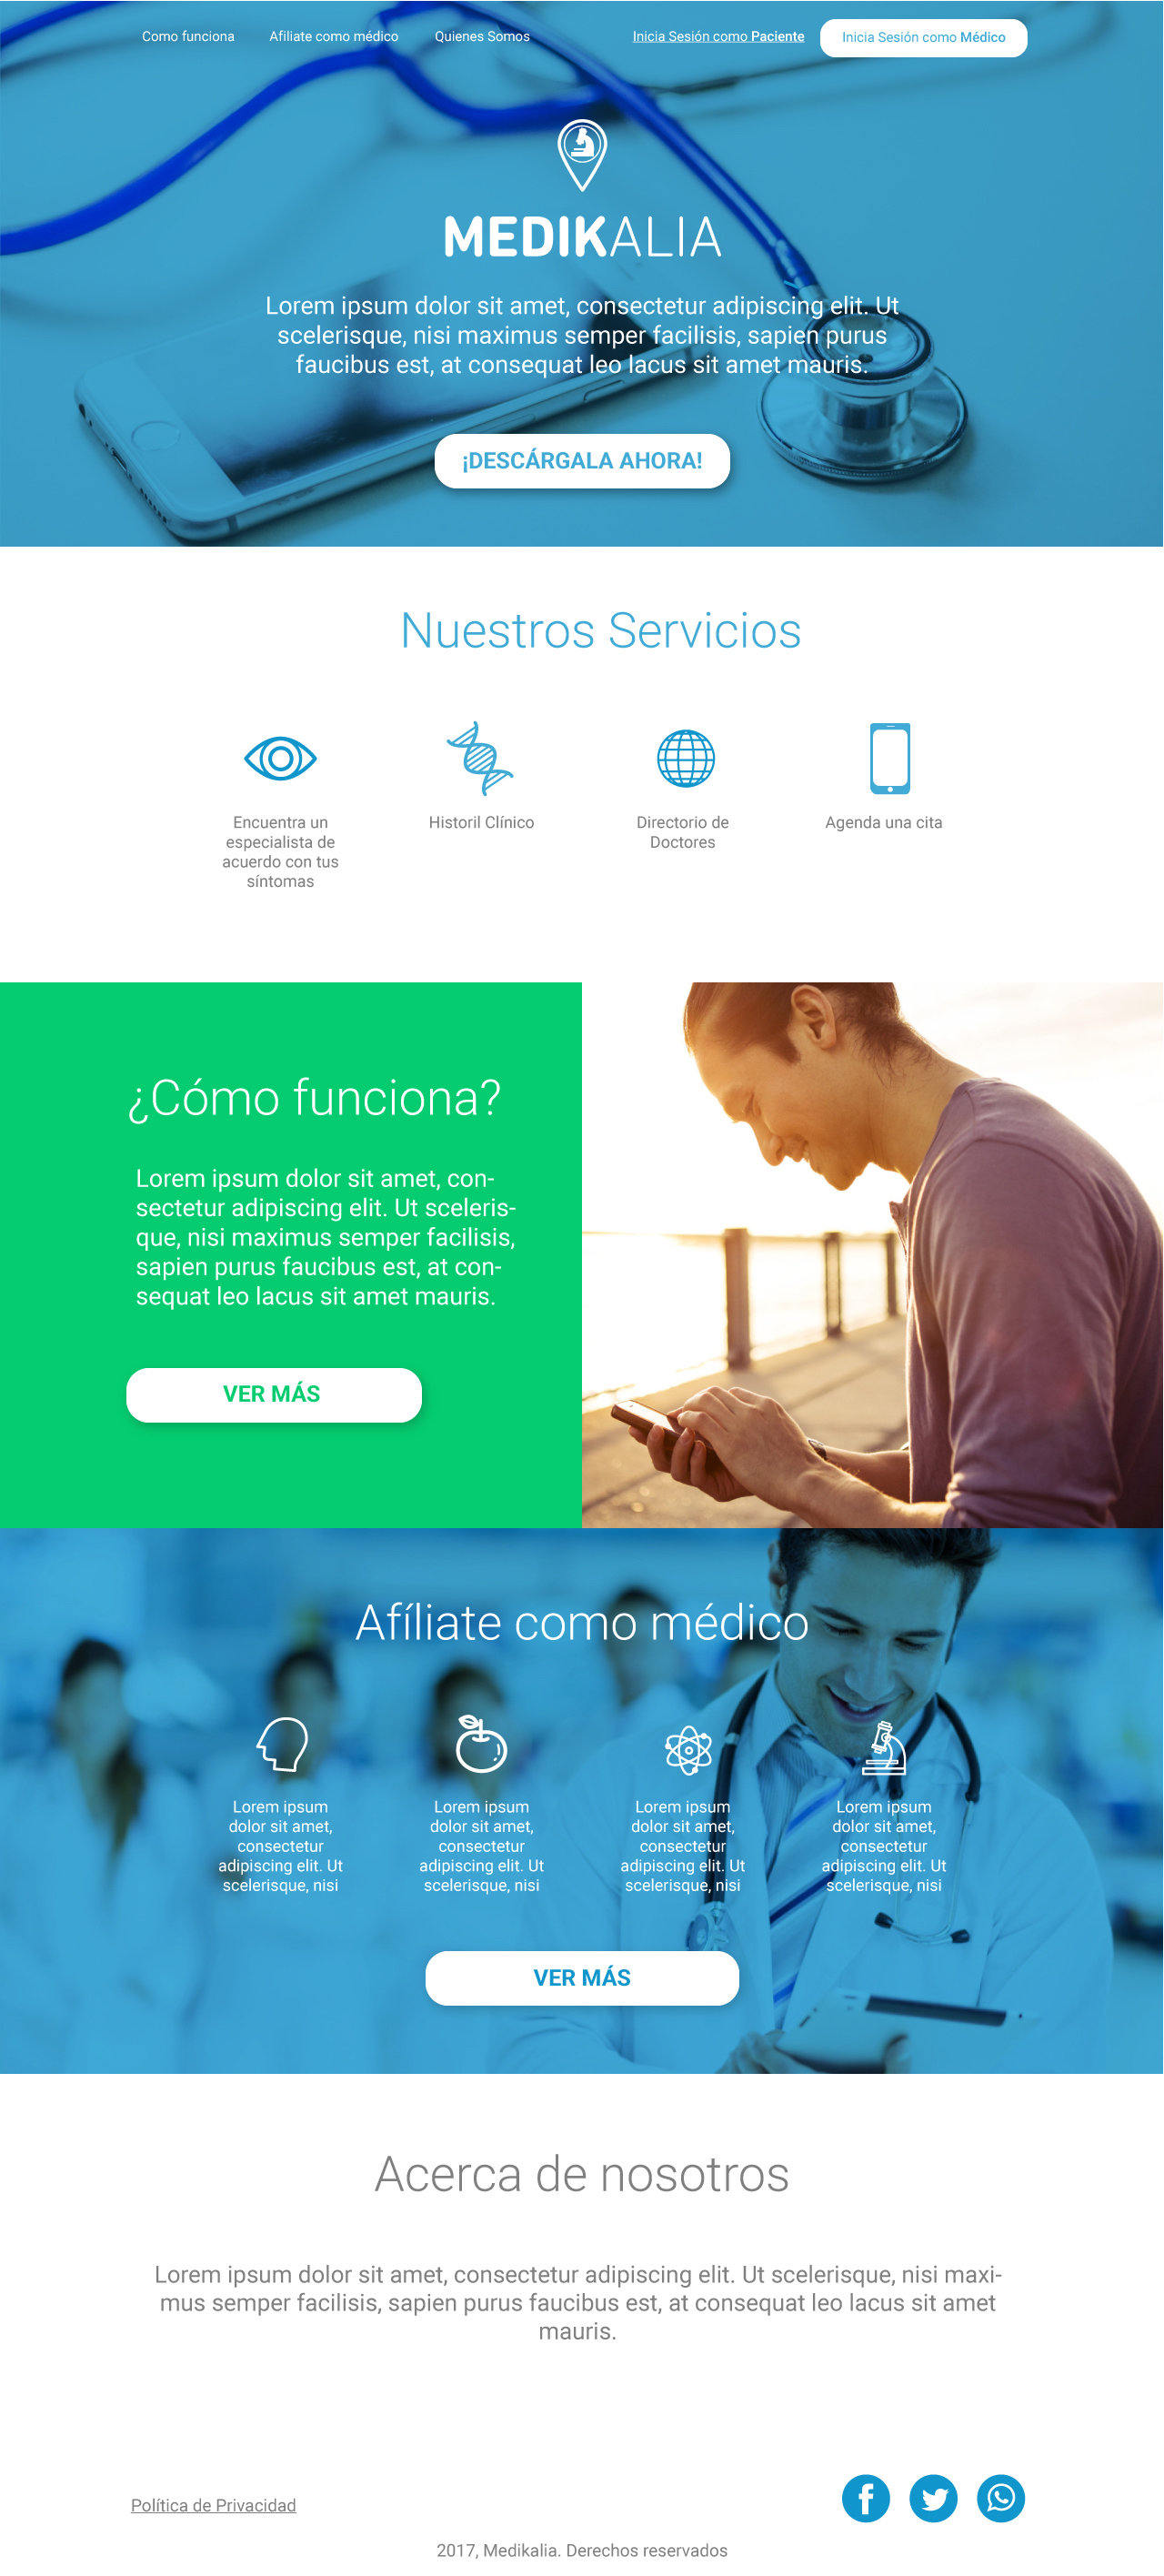 Como funciona
Afiliate como médico
Quienes Somos
Inicia Sesión como Paciente
Inicia Sesión como Médico
MEDIKALIA
Lorem ipsum dolor sit amet, consectetur adipiscing elit. Ut
scelerisque, nisi maximus semper facilisis, sapien purus
faucibus est, at consequat leo lacus sit amet mauris.
¡DESCÁRGALA AHORA!
Nuestros Servicios
Encuentra un
especialista de
acuerdo con tus
síntomas
Historil Clínico
Directorio de
Doctores
Agenda una cita
¿Cómo funciona?
Lorem ipsum dolor sit amet, con-
sectetur adipiscing elit. Ut sceleris-
que, nisi maximus semper facilisis,
sapien purus faucibus est, at con-
sequat leo lacus sit amet mauris.
VER MÁS
Afíliate como médico
Lorem ipsum
dolor sit amet,
consectetur
adipiscing elit. Ut
scelerisque, nisi
Lorem ipsum
dolor sit amet,
consectetur
adipiscing elit. Ut
scelerisque, nisi
Lorem ipsum
dolor sit amet,
consectetur
adipiscing elit. Ut
scelerisque, nisi
Lorem ipsum
dolor sit amet,
consectetur
adipiscing elit. Ut
scelerisque, nisi
VER MÁS
Acerca de nosotros
Lorem ipsum dolor sit amet, consectetur adipiscing elit. Ut scelerisque, nisi maxi-
mus semper facilisis, sapien purus faucibus est, at consequat leo lacus sit amet
mauris.
Política de Privacidad
2017, Medikalia. Derechos reservados